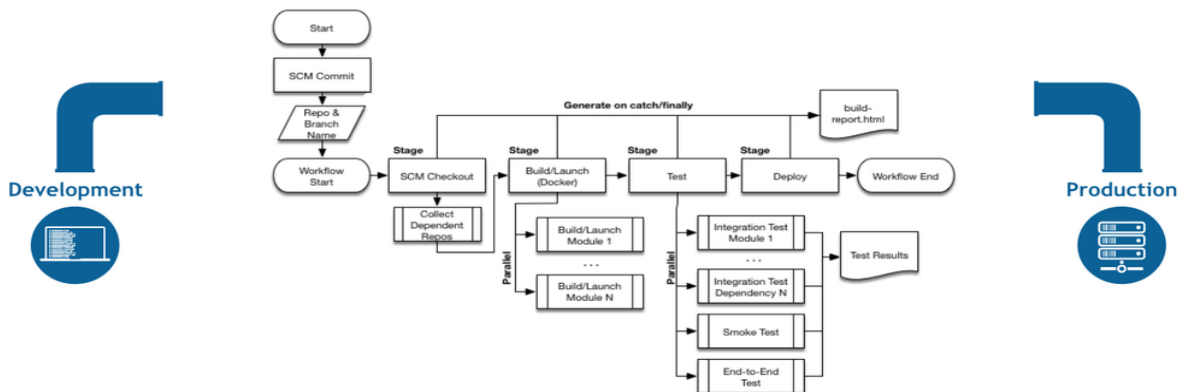 Start
SCM Commit
Repo &
Branch
Name
Generate on catch/finally
build-
report.html
Stage
Stage
Stage
Stage
Workflow
Start
SCM Checkout
Build/Launch
(Docker)
Test
Deploy
Workflow End
Development
Production
Collect
Dependent
Repos
Parallel
Build/Launch
Module 1
...
Build/Launch
Module N
Parallel
Integration Test
Module 1
...
Integration Test
Dependency N
Smoke Test
End-to-End
Test
Test Results